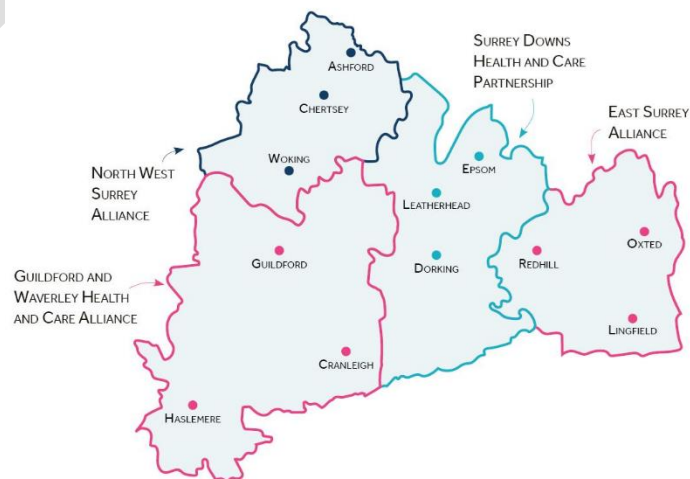 Ashford
Chertsey
Woking
North West
Surrey
Alliance
Surrey Downs
Health and Care
Partnership
Epsom
Leatherhead
Dorking
East Surrey
Alliance
Oxted
Redhill
Lingfield
Guildford and
Waverley Health
and Care Alliance
Guildford
Cranleigh
Haslemere